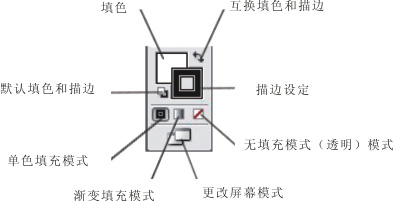 填色
互换填色和描边
默认填色和描边
描边设定
无填充模式（透明）模式
单色填充模式
渐变填充模式
更改屏幕模式